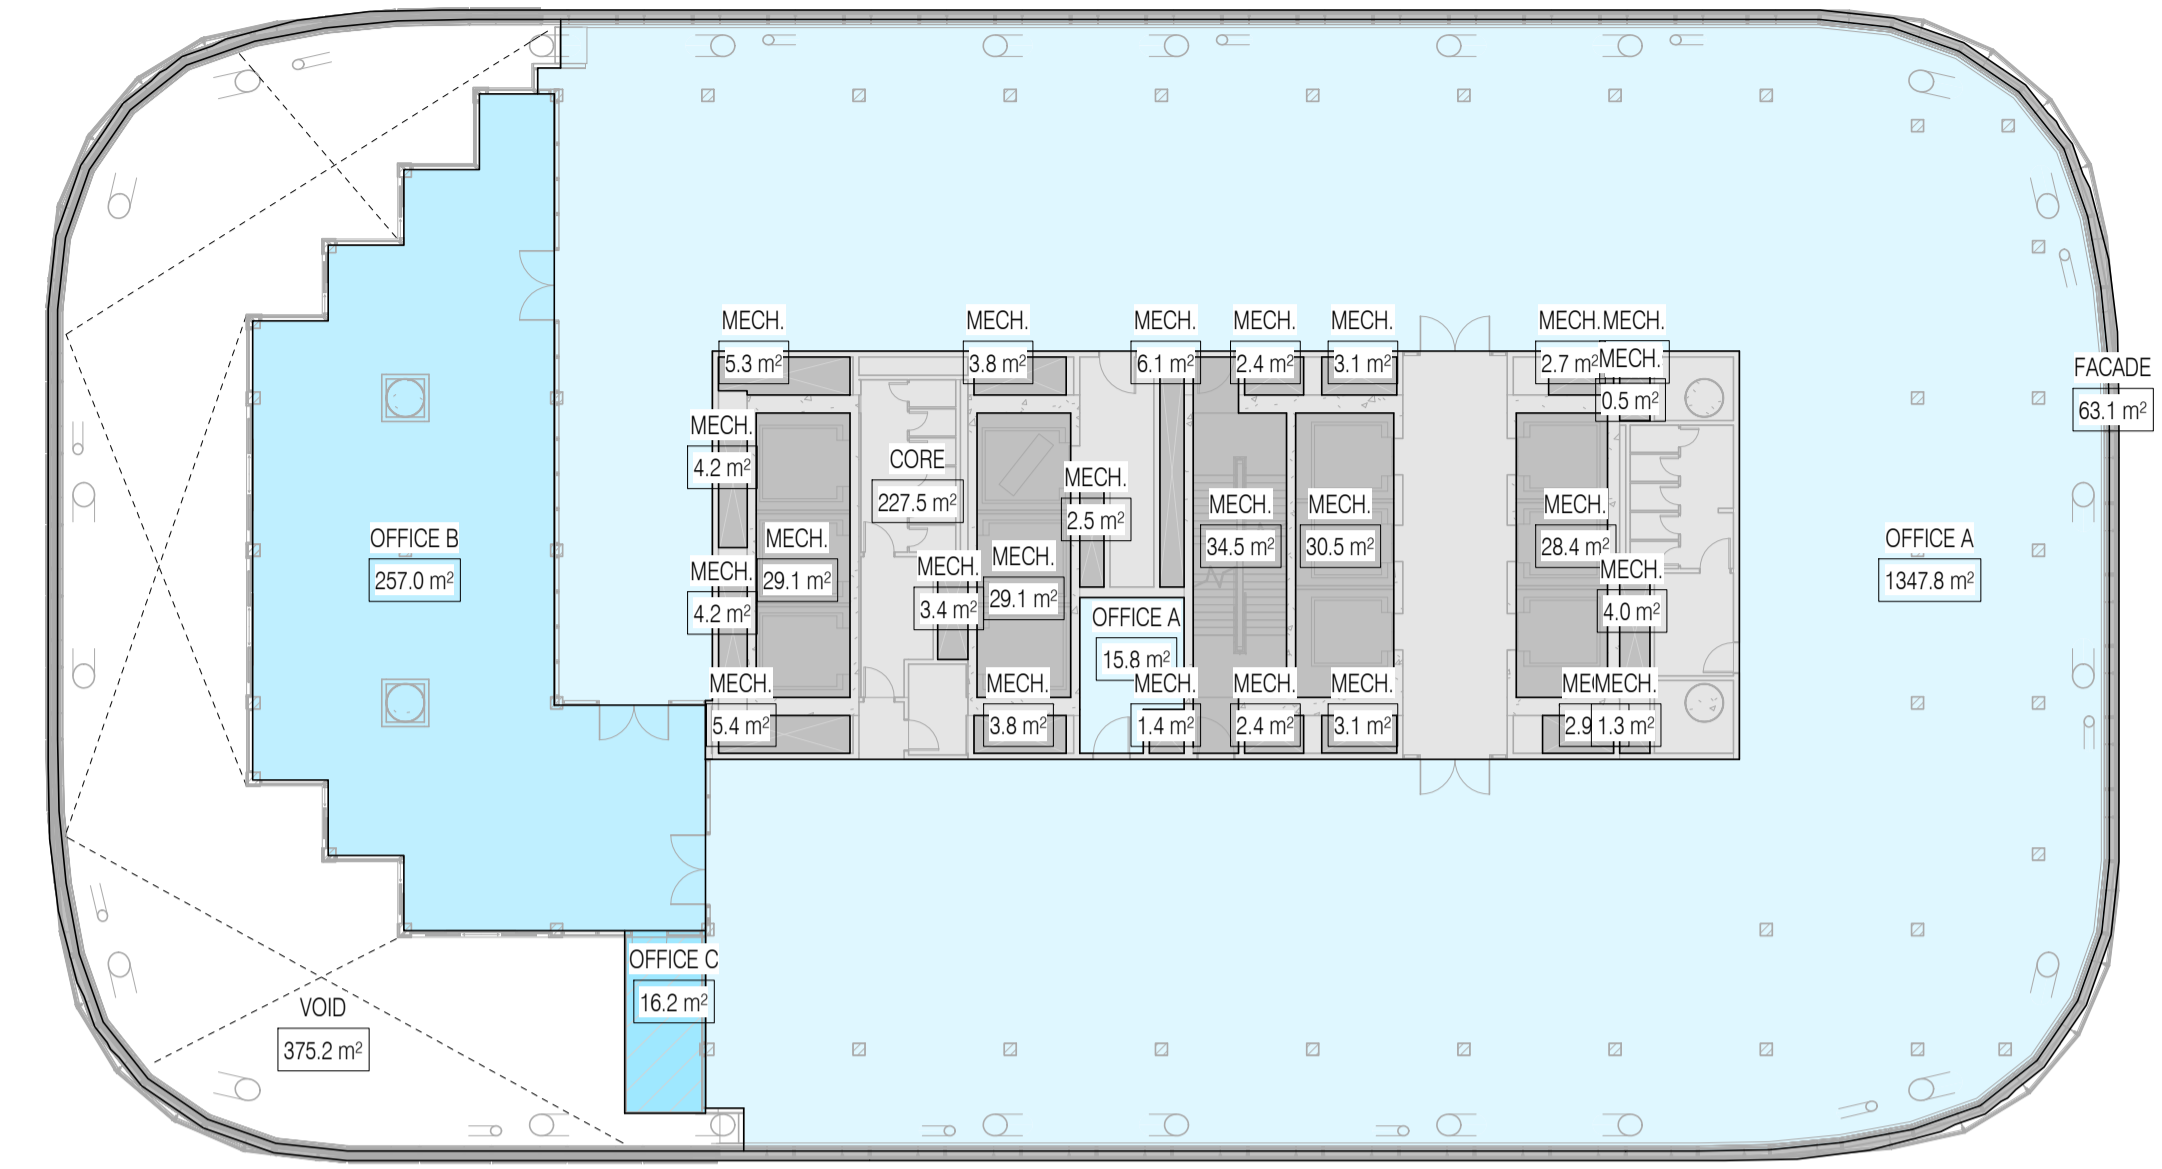 MECH.
5.3 m²
MECH.
3.8 m²
MECH.
6.1 m²
MECH.
2.4 m²
MECH.
3.1 m²
MECH.
2.7 m²
MECH.
MECH.
0.5 m²
FACADE
63.1 m²
MECH.
4.2 m²
CORE
227.5 m²
MECH.
2.5 m²
MECH.
34.5 m²
MECH.
30.5 m²
MECH.
28.4 m²
OFFICE B
257.0 m²
MECH.
29.1 m²
MECH.
29.1 m²
OFFICE A
1347.8 m²
MECH.
4.2 m²
MECH.
3.4 m²
MECH.
4.0 m²
OFFICE A
15.8 m²
MECH.
5.4 m²
MECH.
3.8 m²
MECH.
1.4 m²
MECH.
2.4 m²
MECH.
3.1 m²
2.9
MECH.
1.3 m²
OFFICE C
16.2 m²
VOID
375.2 m²